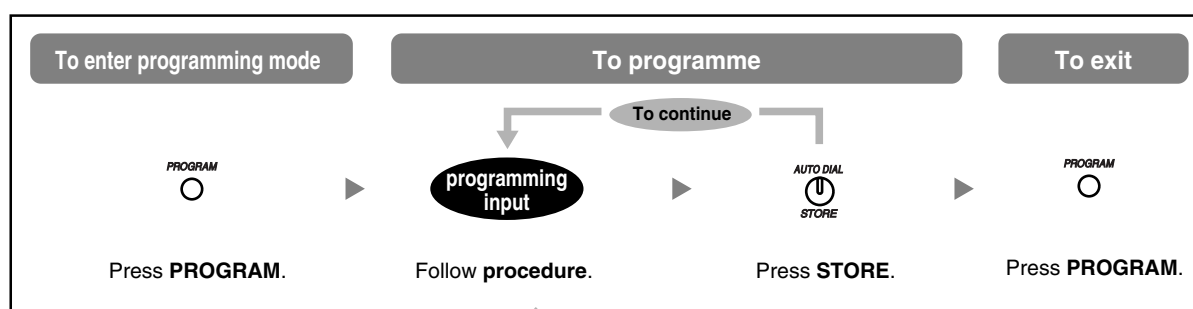 To enter programming mode
To programme
To exit
To continue
PROGRAM
programming
input
AUTO DIAL
STORE
PROGRAM
Press PROGRAM.
Follow procedure.
Press STORE.
Press PROGRAM.